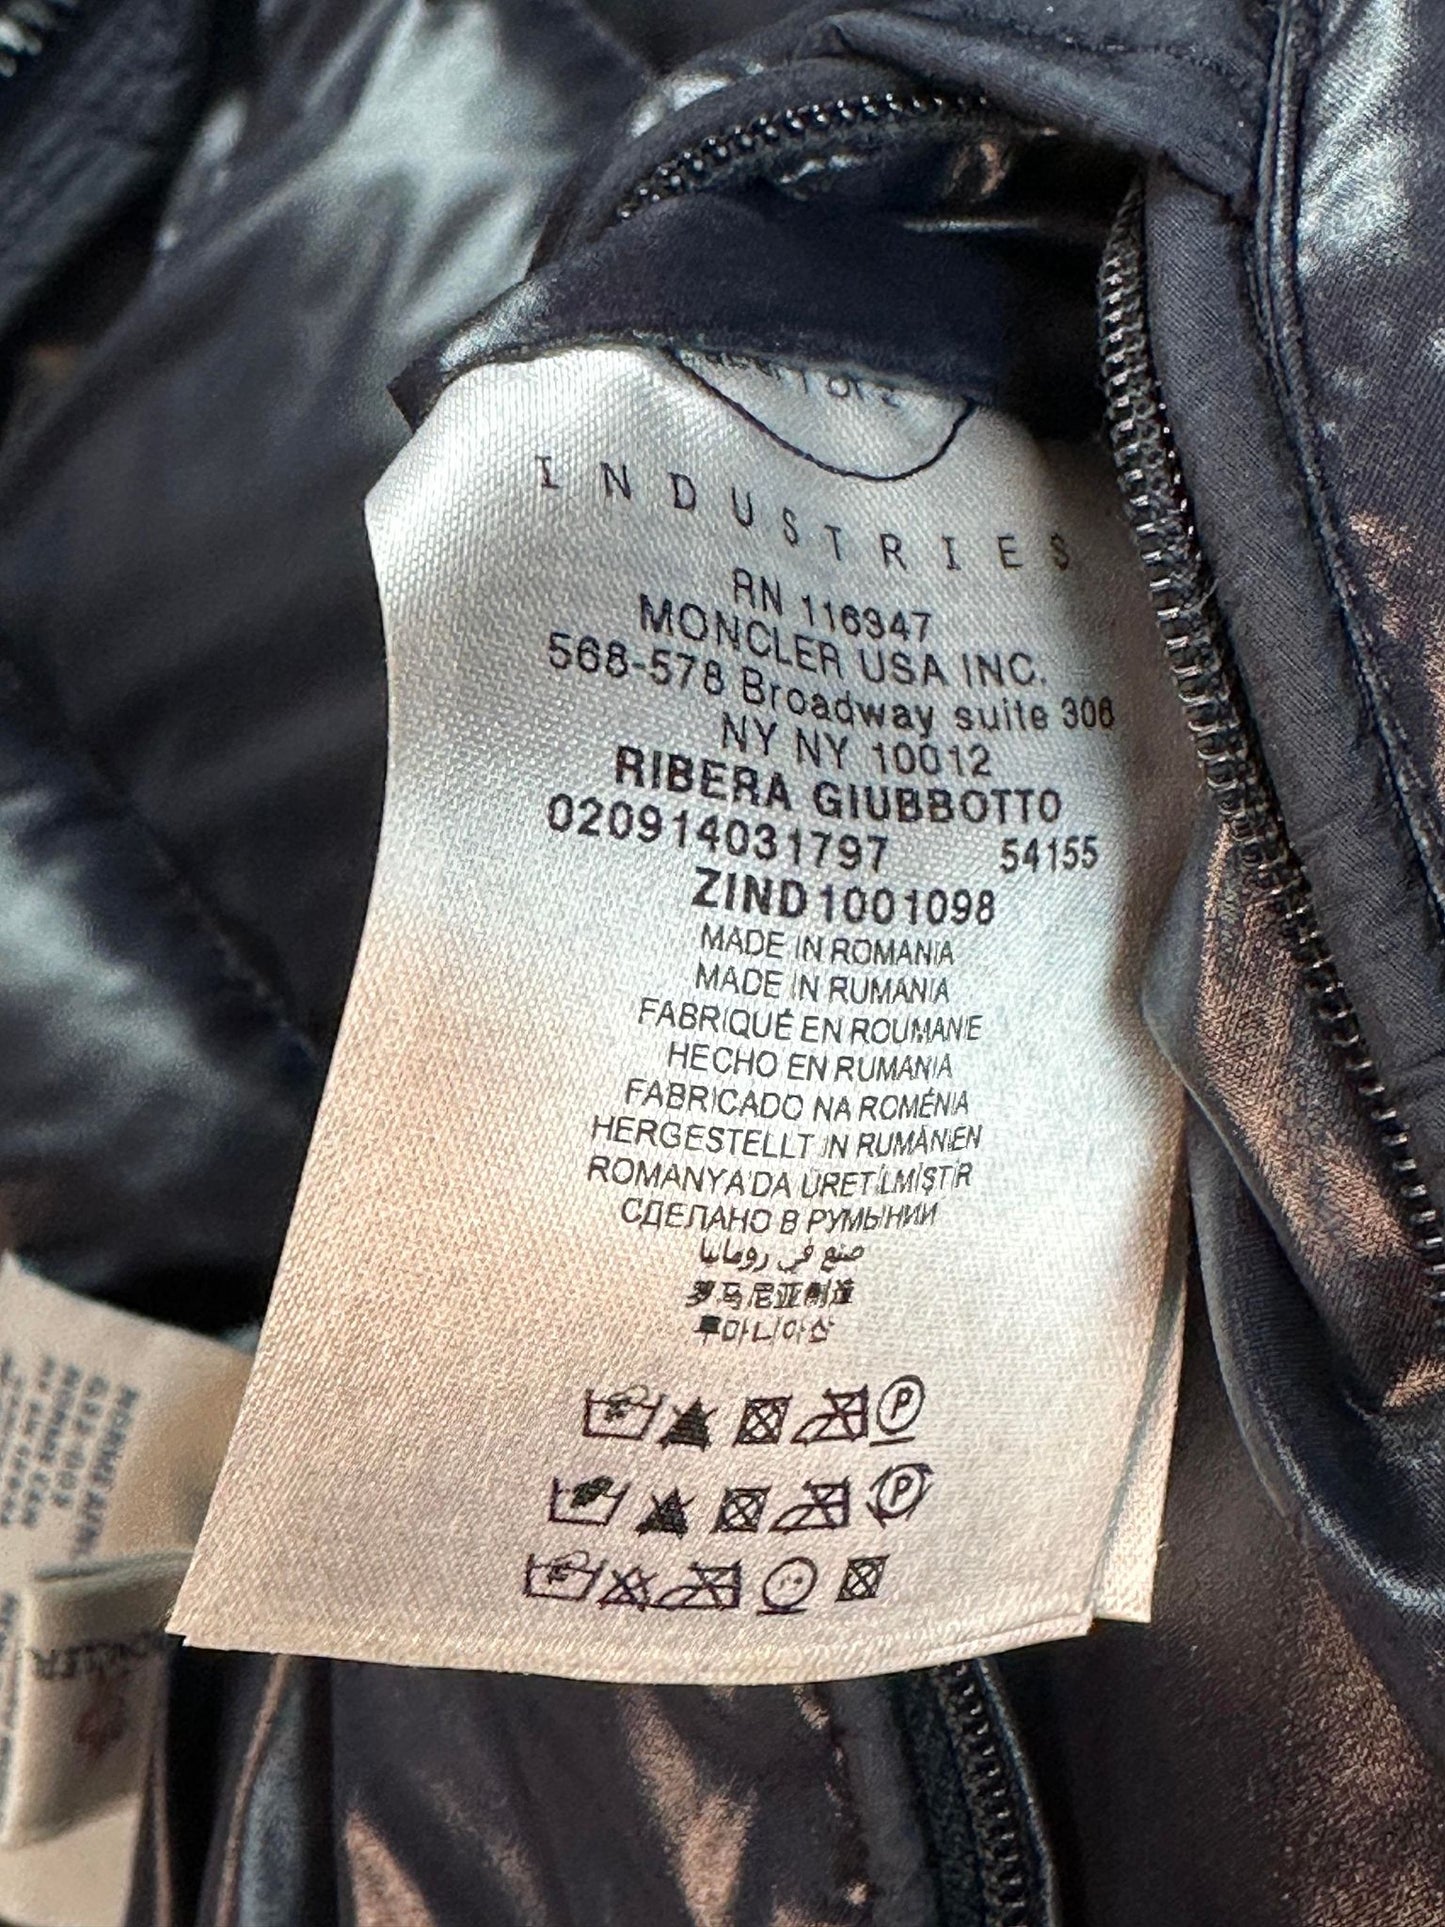 INDUSTRIES
RN 116347
MONCLER USA INC.
568-578 Broadway suite 306
NY NY 10012
RIBERA GIUBBOTTO
020914031797 54155
ZIND1001098
MADE IN ROMANIA
MADE IN RUMANIA
FABRIQUÉ EN ROUMANIE
HECHO EN RUMANIA
FABRICADO NA ROMÉNIA
HERGESTELLT IN RUMÄNIEN
ROMANYA'DA ÜRETİLMİŞTİR
СДЕЛАНО В РУМЫНИИ
صنع في رومانيا
罗马尼亚制造
루마니아산
P
P